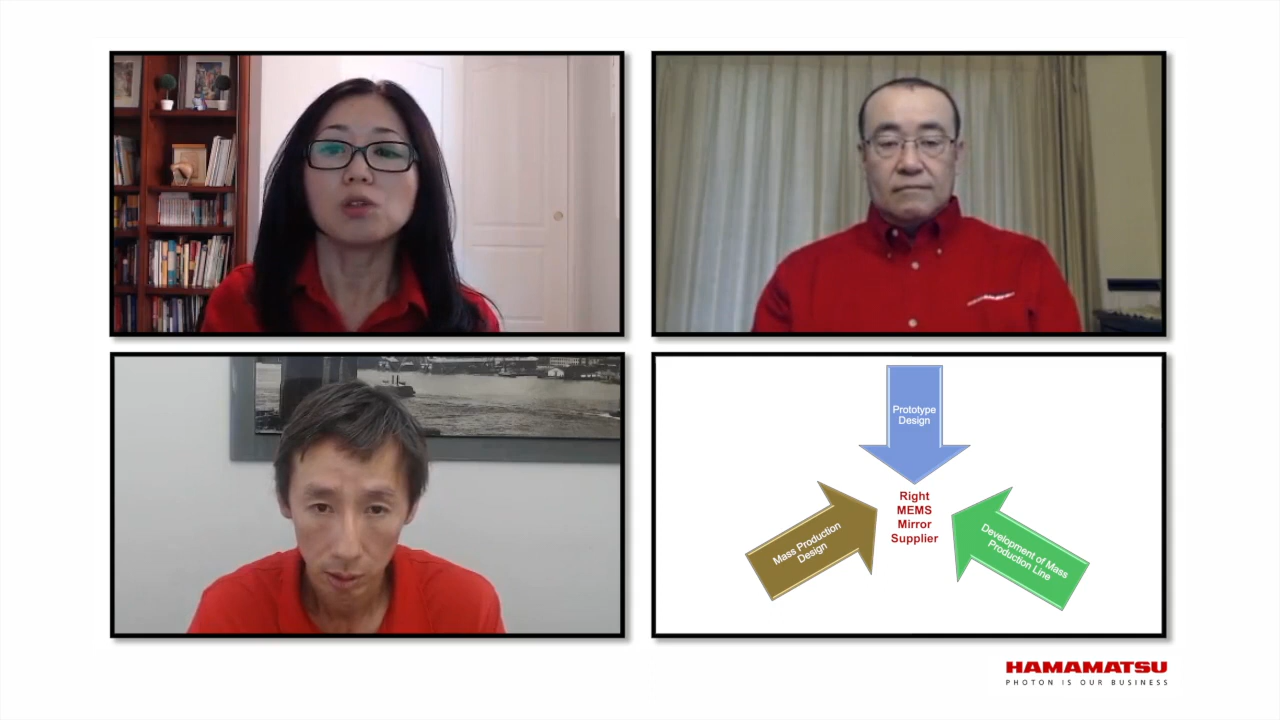 Prototype
Design
Right
MEMS
Mirror
Supplier
Mass Production
Design
Development of Mass
Production Line
HAMAMATSU
PHOTON IS OUR BUSINESS